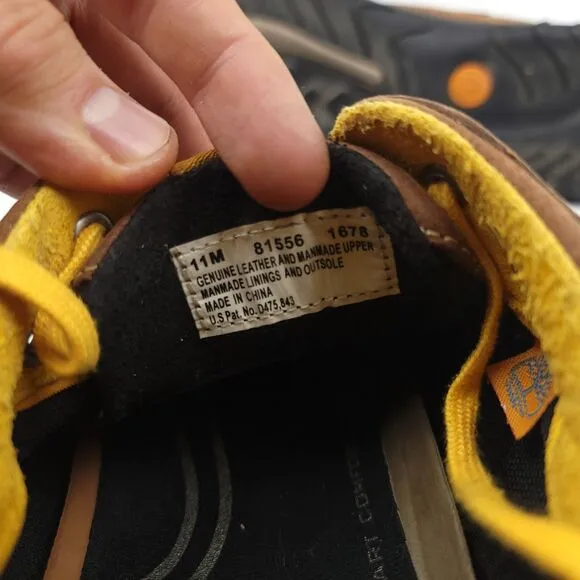 11M 81556 1678
GENUINE LEATHER AND MANMADE UPPER
MANMADE LININGS AND OUTSOLE
MADE IN CHINA
U.S Pat. No. D475,843